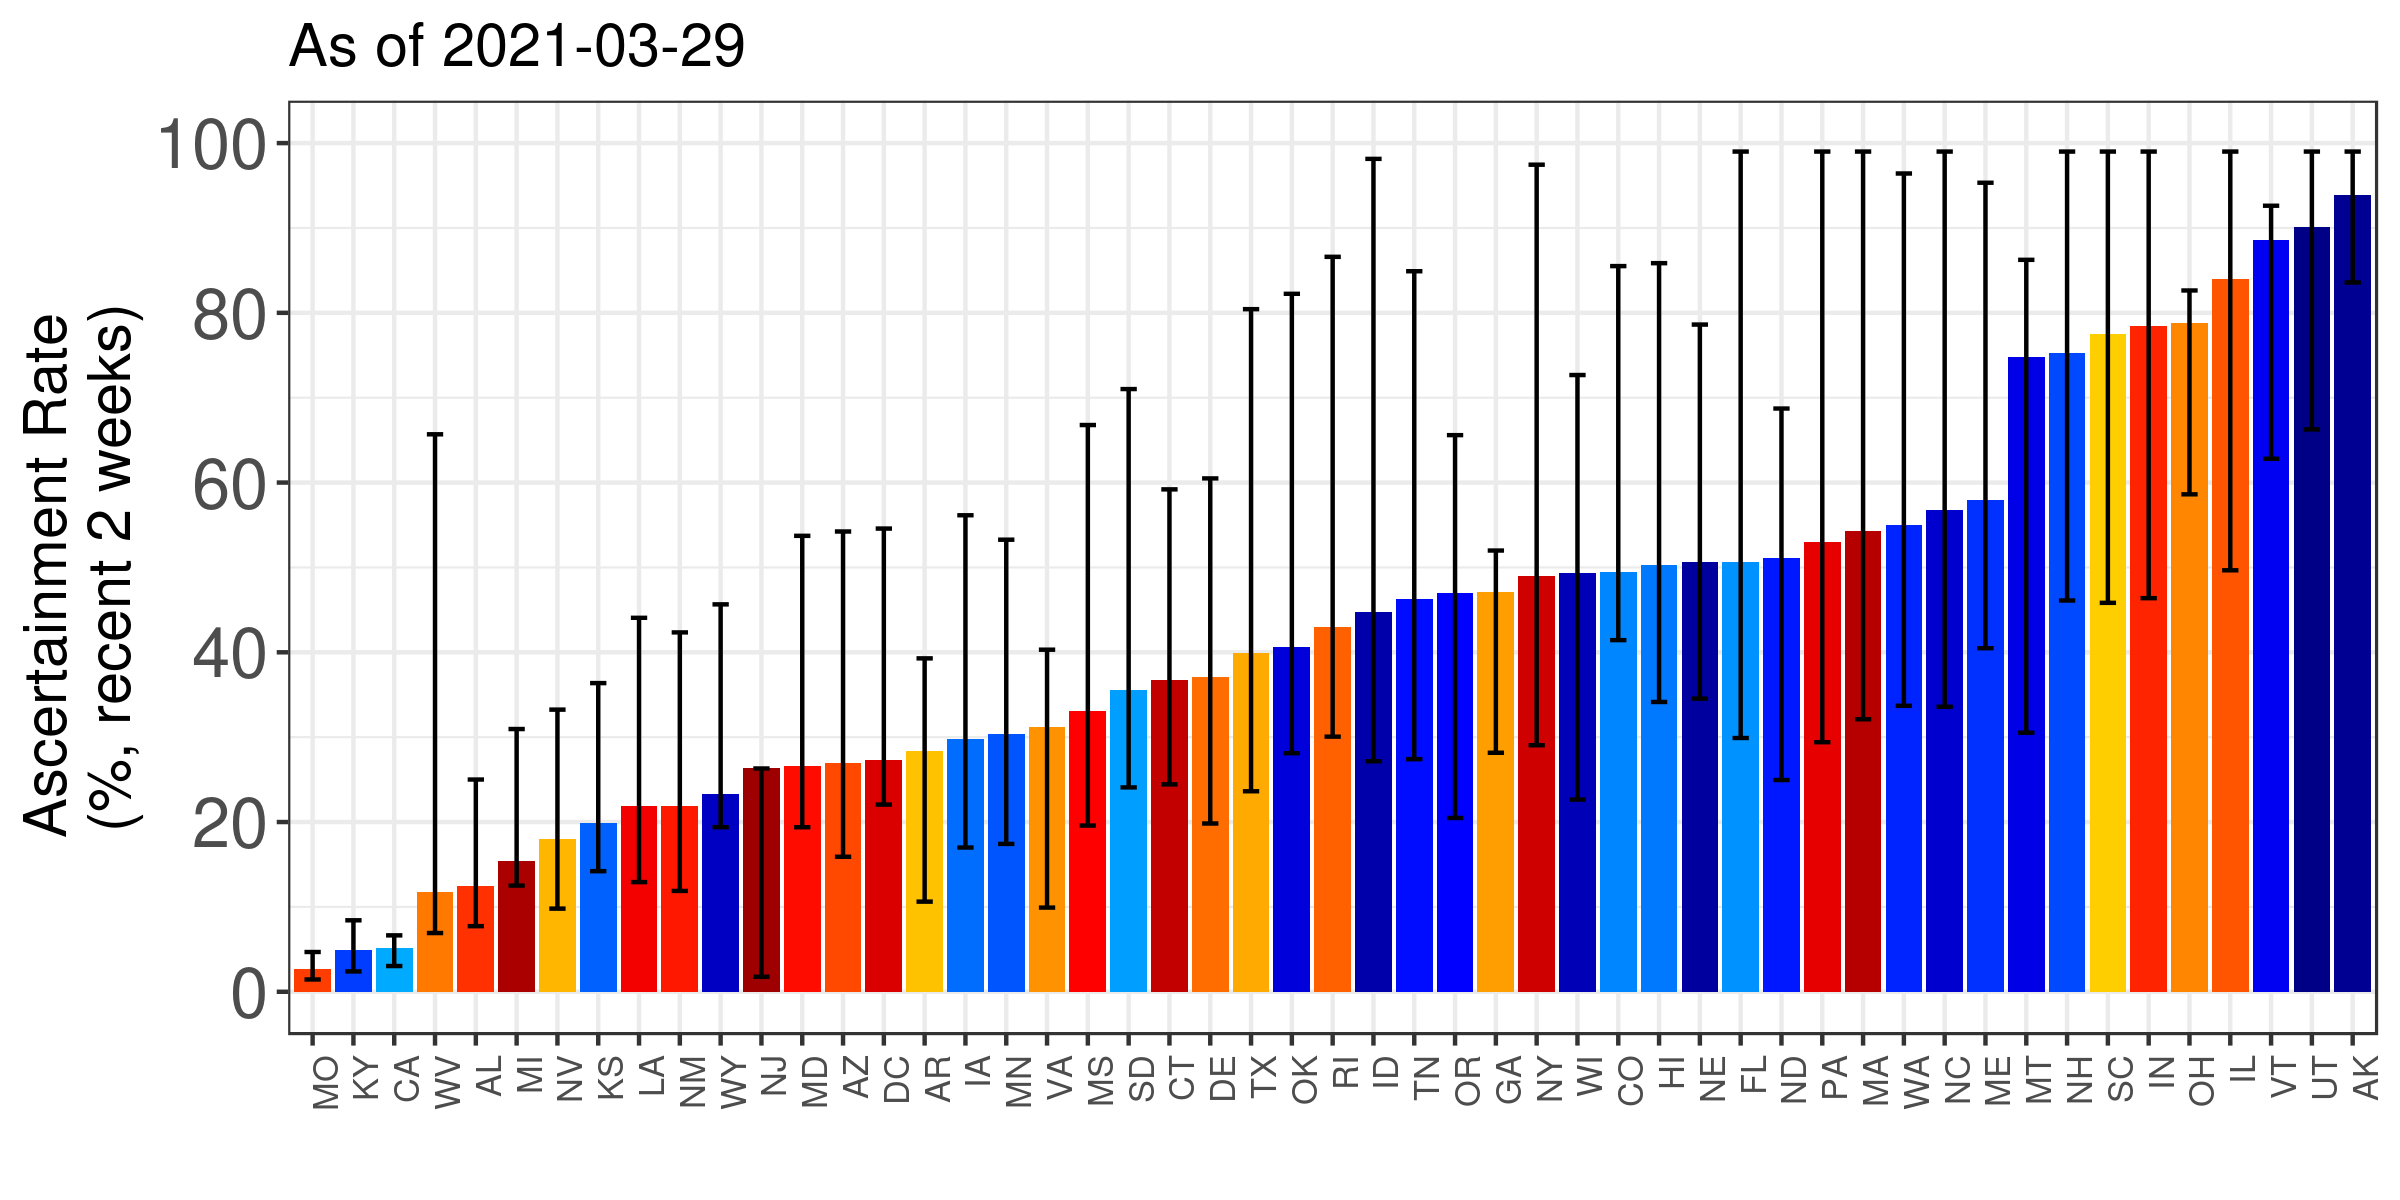 As of 2021-03-29
Ascertainment Rate
(%, recent 2 weeks)
100
80
60
40
20
0
MO KY CA WV AL MI NV KS LA NM WY NJ MD AZ DC AR IA MN VA MS SD CT DE TX OK RI ID TN OR GA NY WI CO HI NE FL ND PA MA WA NC ME MT NH SC IN OH IL VT UT AK